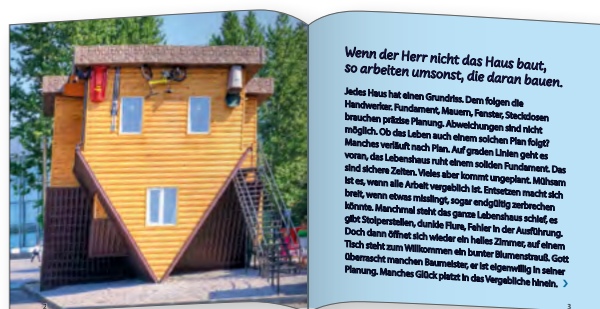 Wenn der Herr nicht das Haus baut,
so arbeiten umsonst, die daran bauen.
Jedes Haus hat einen Grundriss. Dem folgen die
Handwerker. Fundament, Mauern, Fenster, Steckdosen
brauchen präzise Planung. Abweichungen sind nicht
möglich. Ob das Leben auch einem solchen Plan folgt?
Manches verläuft nach Plan. Auf graden Linien geht es
voran, das Lebenshaus ruht einem soliden Fundament. Das
sind sichere Zeiten. Vieles aber kommt ungeplant. Mühsam
ist es, wenn alle Arbeit vergeblich ist. Entsetzen macht sich
breit, wenn etwas misslingt, sogar endgültig zerbrechen
könnte. Manchmal steht das ganze Lebenshaus schief, es
gibt Stolperstellen, dunkle Flure, Fehler in der Ausführung.
Doch dann öffnet sich wieder ein helles Zimmer, auf einem
Tisch steht zum Willkommen ein bunter Blumenstrauß. Gott
überrascht manchen Baumeister, er ist eigenwillig in seiner
Planung. Manches Glück platzt in das Vergebliche hinein.
3